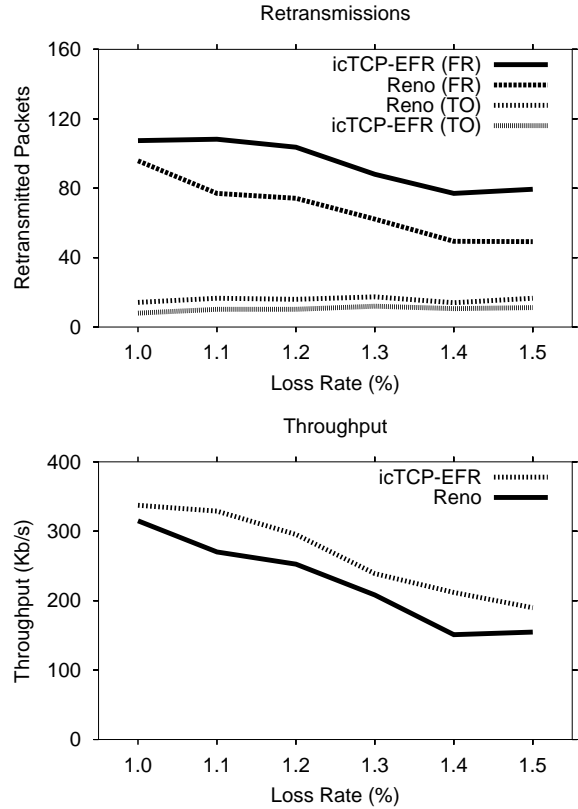 Retransmissions
160
120
80
40
0
Retransmitted Packets
icTCP-EFR (FR)
Reno (FR)
Reno (TO)
icTCP-EFR (TO)
1.0 1.1 1.2 1.3 1.4 1.5
Loss Rate (%)
Throughput
400
300
200
100
0
Throughput (Kb/s)
icTCP-EFR
Reno
1.0 1.1 1.2 1.3 1.4 1.5
Loss Rate (%)